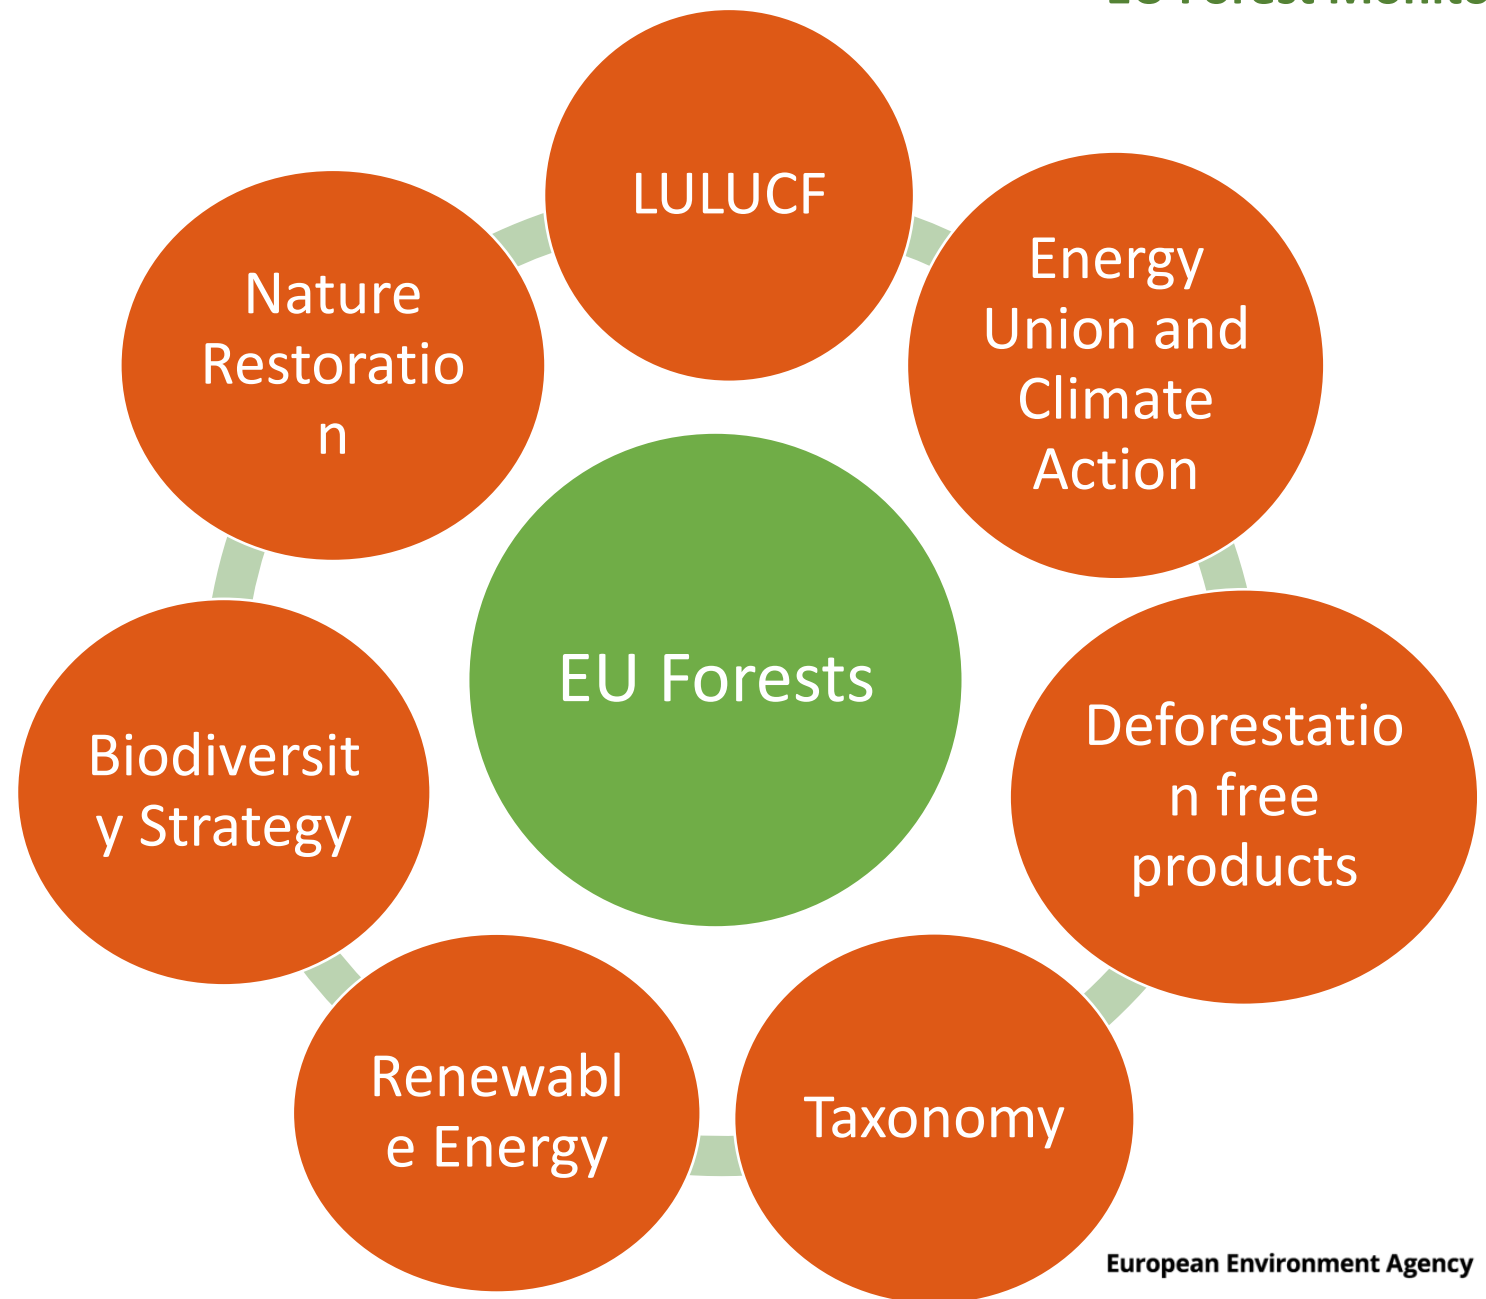 LULUCF
Energy
Union and
Climate
Action
Deforestatio
n free
products
Taxonomy
Renewabl
e Energy
Biodiversit
y Strategy
Nature
Restoratio
n
EU Forests
European Environment Agency